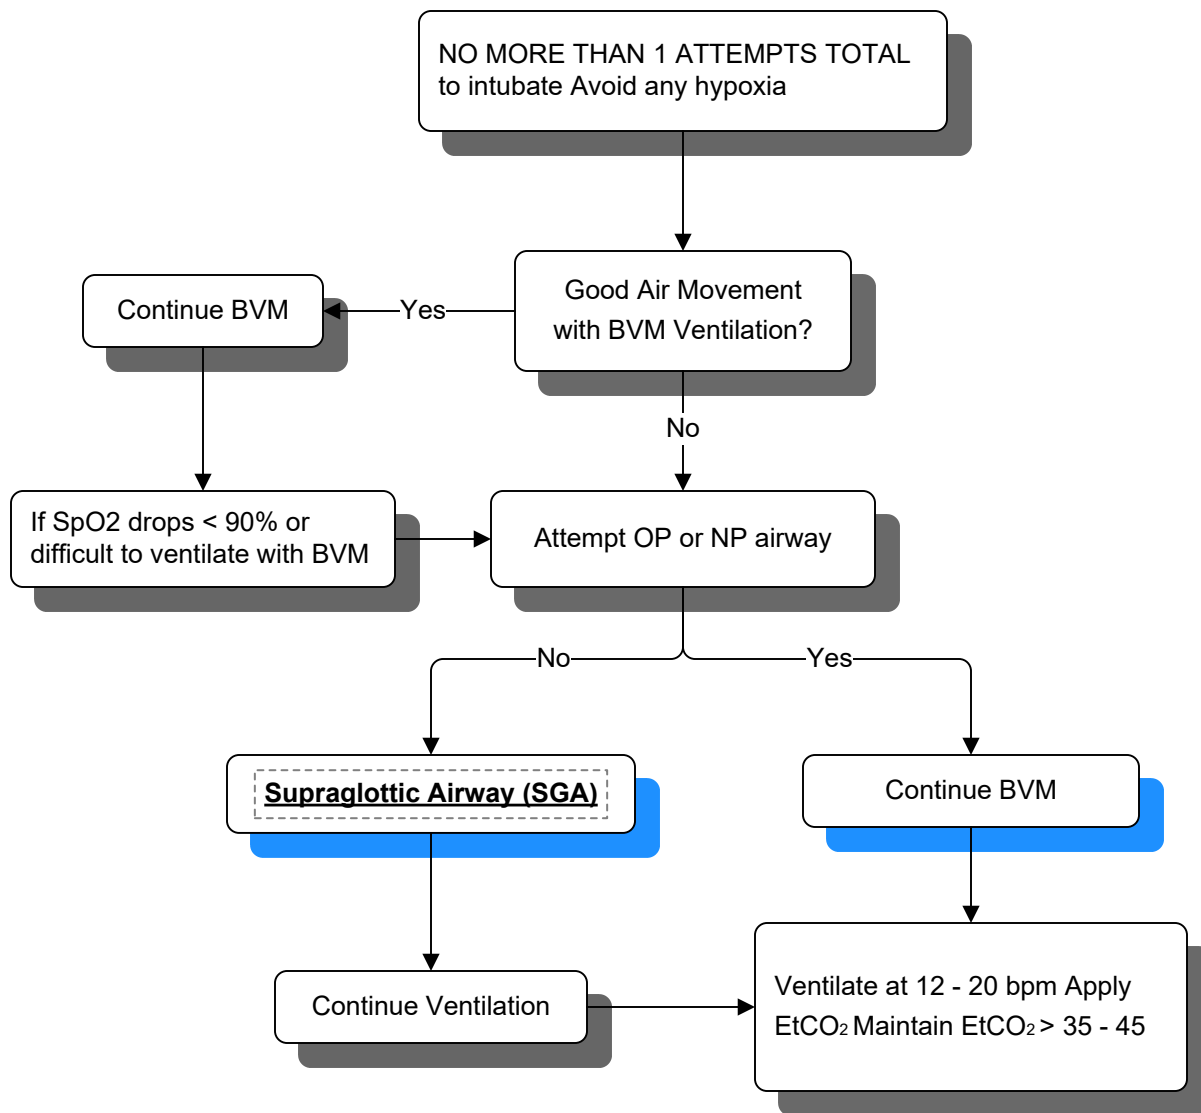 NO MORE THAN 1 ATTEMPTS TOTAL
to intubate Avoid any hypoxia
Good Air Movement
with BVM Ventilation?
Yes
Continue BVM
No
If SpO2 drops < 90% or
difficult to ventilate with BVM
Attempt OP or NP airway
No
Yes
Supraglottic Airway (SGA)
Continue BVM
Continue Ventilation
Ventilate at 12 - 20 bpm Apply
EtCO₂ Maintain EtCO₂ > 35 - 45